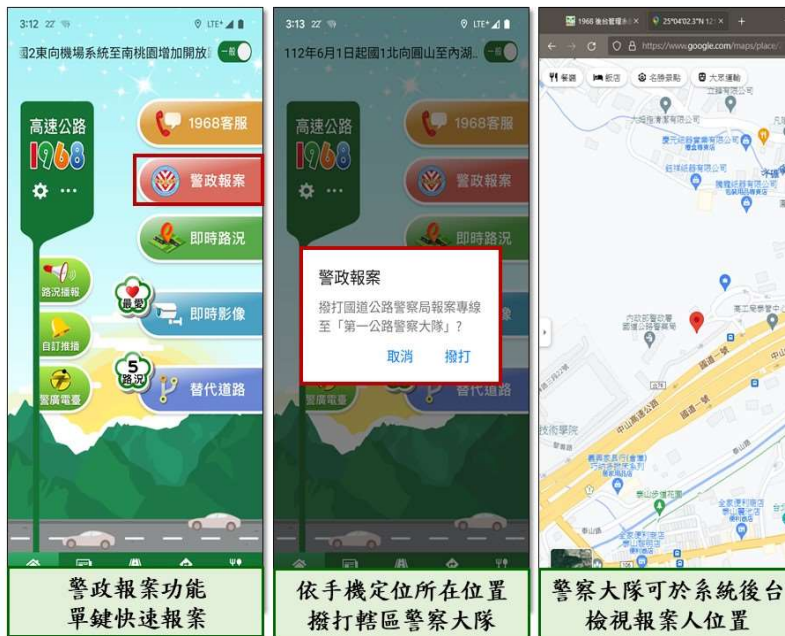 3:12 22°
LTE+
國2東向機場系統至南桃園增加開放
一般
高速公路
1968
1968客服
警政報案
即時路況
路況播報
最愛
即時影像
自訂推播
5
路況
替代道路
警廣電臺
警政報案功能
單鍵快速報案
3:13 22°
LTE+
112年6月1日起國1北向圓山至內湖..
一般
高速公路
1968
1968客服
警政報案
即時路況
警政報案
撥打國道公路警察局報案專線
至「第一公路警察大隊」?
取消 撥打
替代道路
警廣電臺
依手機定位所在位置
撥打轄區警察大隊
1968 後台管理系
25°04'02.3"N 121
https://www.google.com/maps/place/
餐廳 飯店 名勝景點 大眾運輸
內政部警政署
國道公路警察局
國道一號
中山高速公路
國道一號
技術學院
泰山步道花園
泰山路
警察大隊可於系統後台
檢視報案人位置